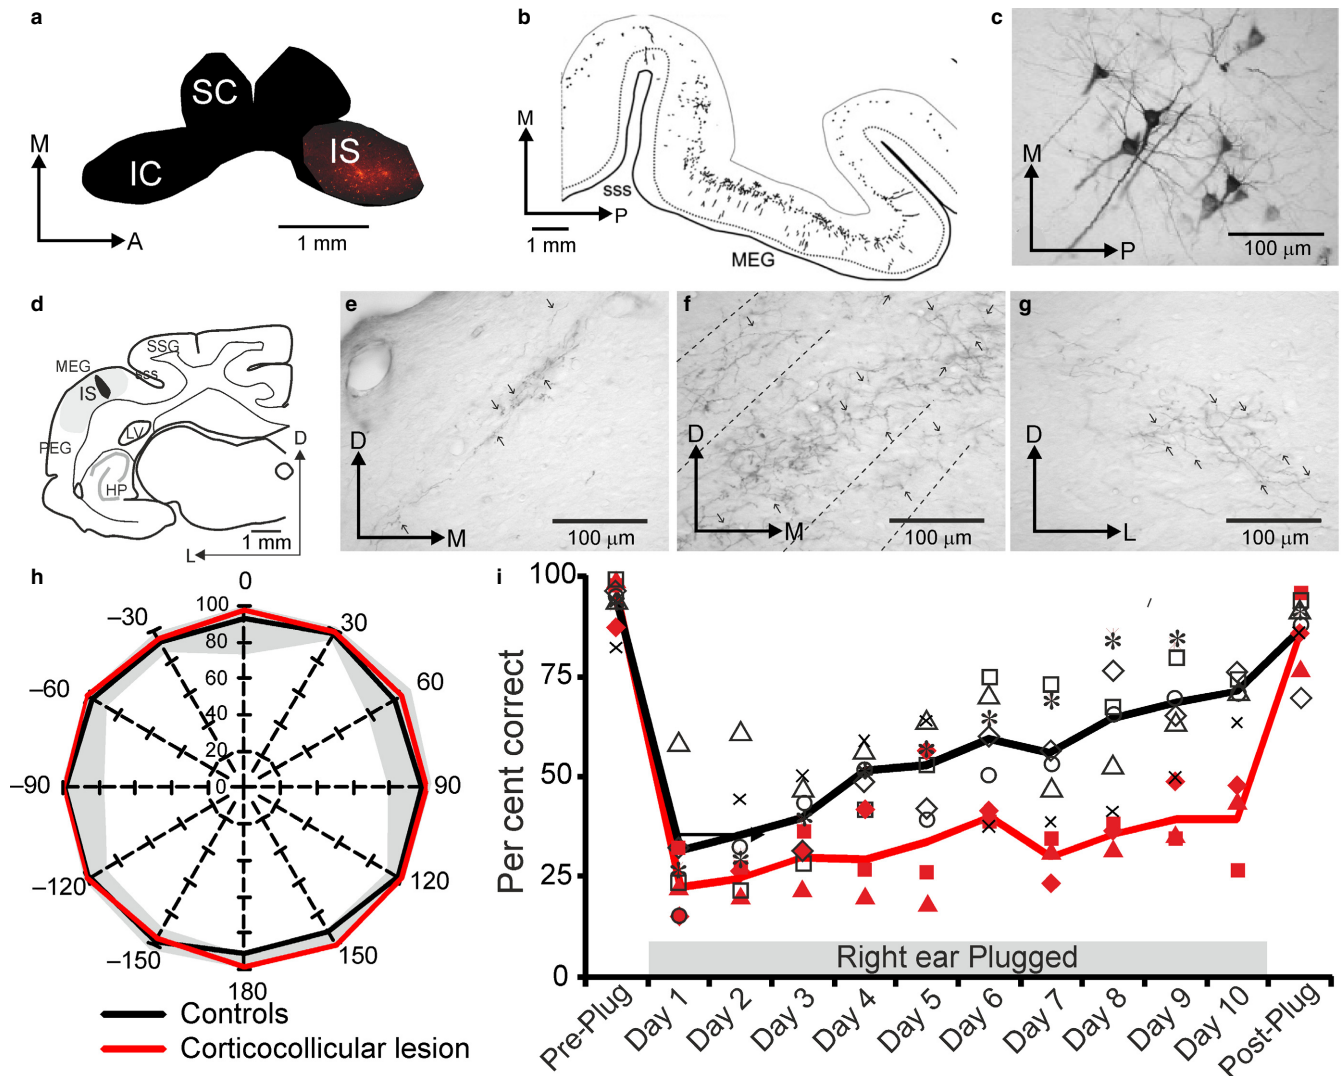 a
SC
IC
IS
M
A
1 mm
b
M
P
sss
1 mm
MEG
c
M
P
100 µm
d
SSG
MEG
sss
IS
PEG
LV
HP
D
L
1 mm
e
D
M
100 µm
f
D
M
100 µm
g
D
L
100 µm
h
0
–30
100
30
80
–60
60
60
40
20
–90
0
90
–120
120
–150
150
180
Controls
Corticocollicular lesion
i
100
75
50
25
0
Per cent correct
Right ear Plugged
Pre-Plug
Day 1
Day 2
Day 3
Day 4
Day 5
Day 6
Day 7
Day 8
Day 9
Day 10
Post-Plug